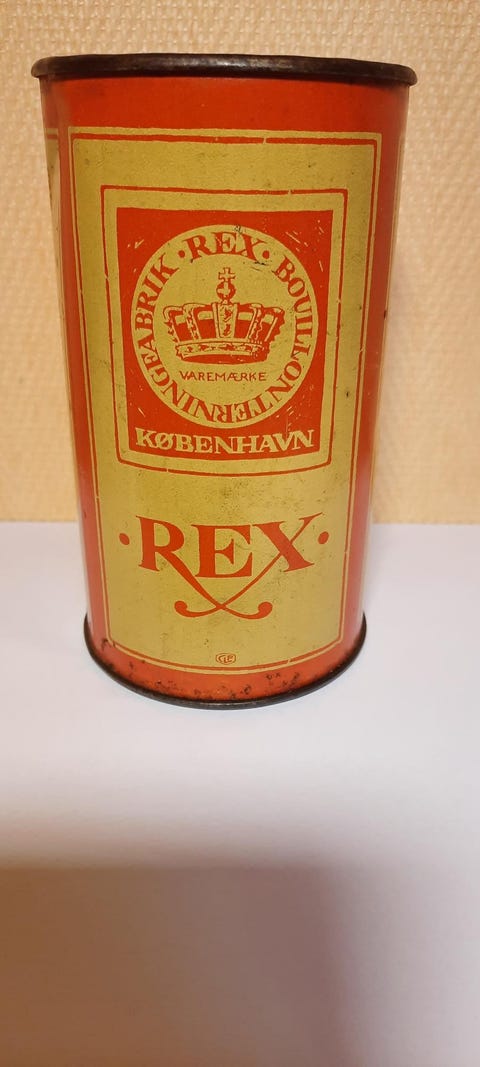 · REX · BOUILLONTERNINGFABRIK
VAREMÆRKE
KØBENHAVN
· REX ·